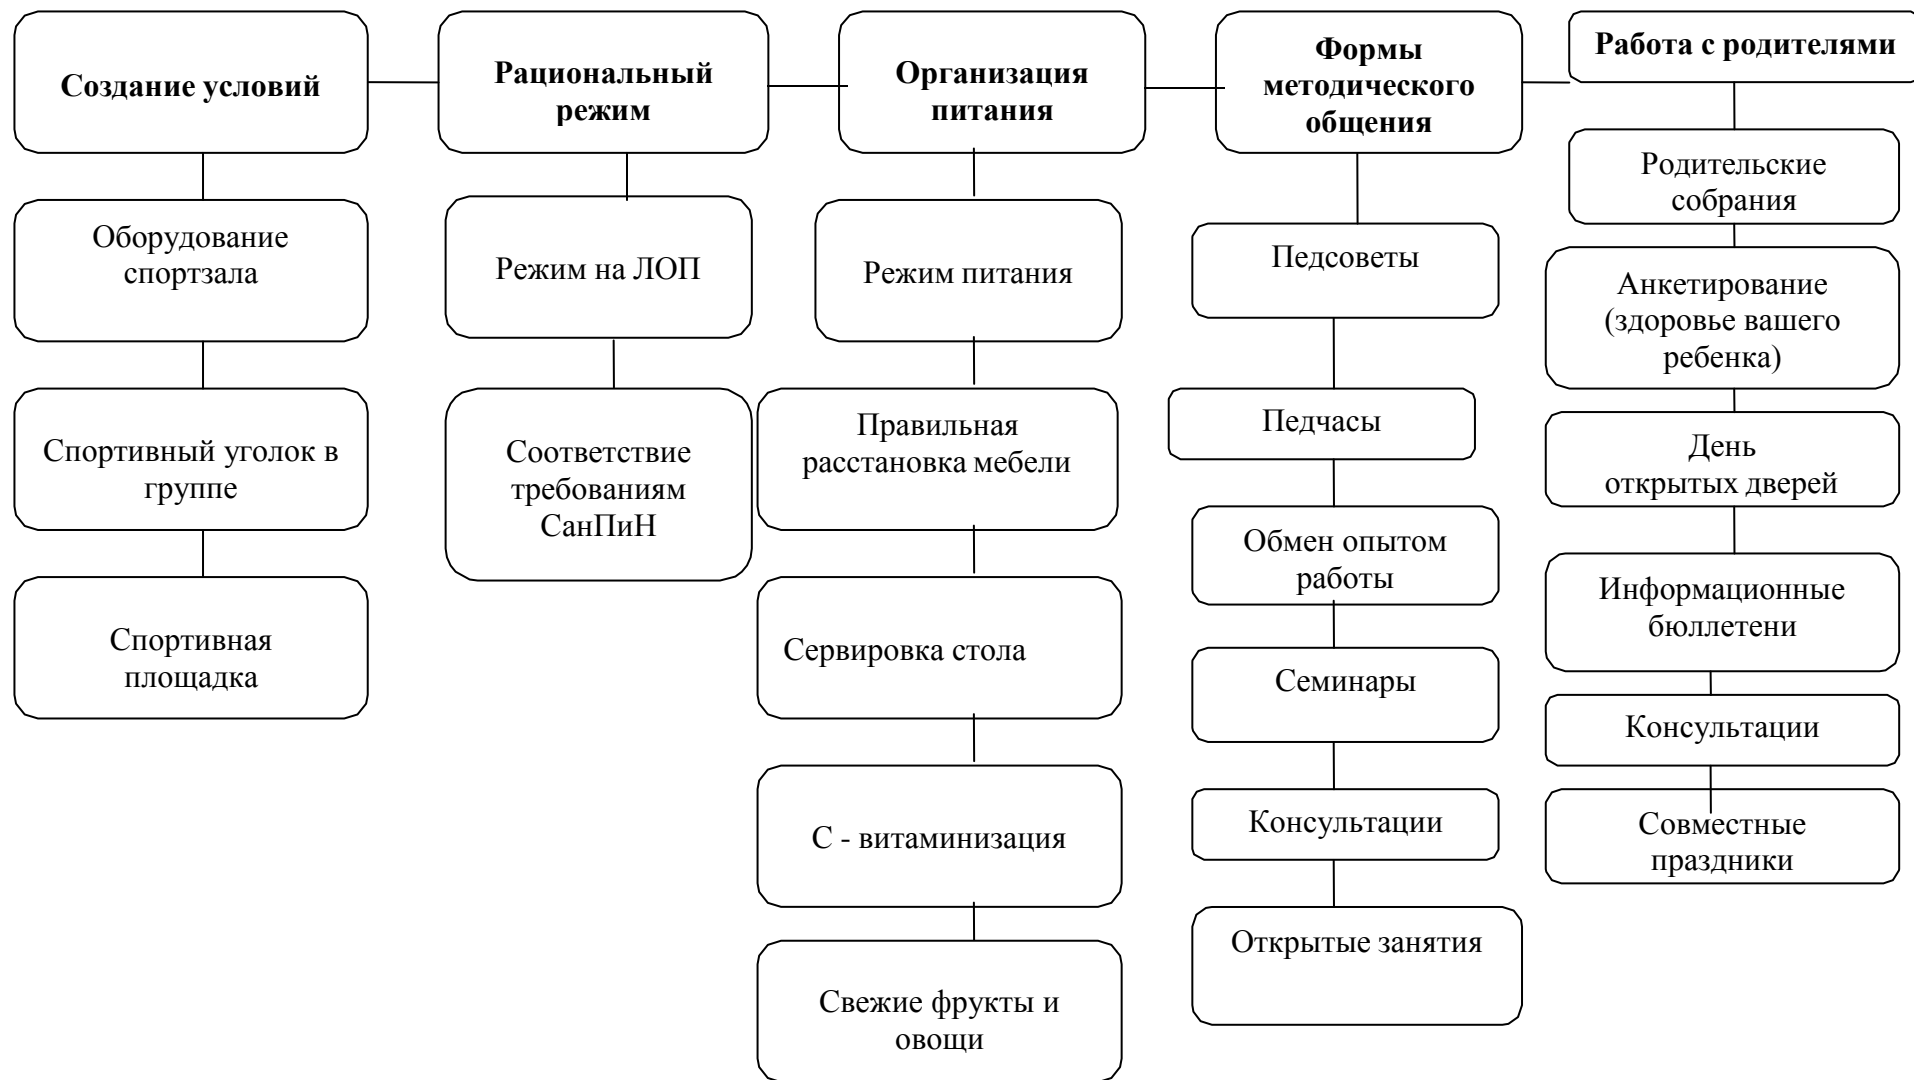 Создание условий
Оборудование
спортзала
Спортивный уголок в
группе
Спортивная
площадка
Рациональный
режим
Режим на ЛОП
Соответствие
требованиям
СанПиН
Организация
питания
Режим питания
Правильная
расстановка мебели
Сервировка стола
С - витаминизация
Свежие фрукты и
овощи
Формы
методического
общения
Педсоветы
Педчасы
Обмен опытом
работы
Семинары
Консультации
Открытые занятия
Работа с родителями
Родительские
собрания
Анкетирование
(здоровье вашего
ребенка)
День
открытых дверей
Информационные
бюллетени
Консультации
Совместные
праздники